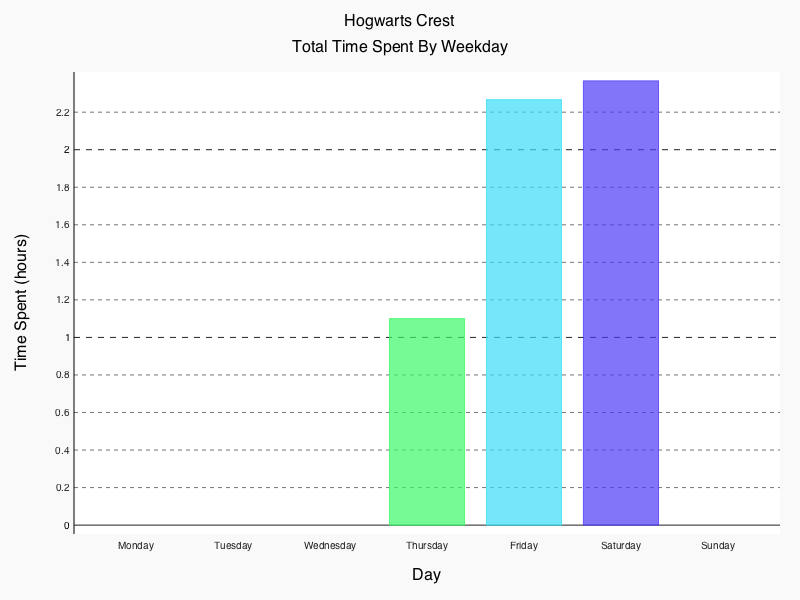 Hogwarts Crest
Total Time Spent By Weekday
Time Spent (hours)
2.2
2
1.8
1.6
1.4
1.2
1
0.8
0.6
0.4
0.2
0
Monday Tuesday Wednesday Thursday Friday Saturday Sunday
Day